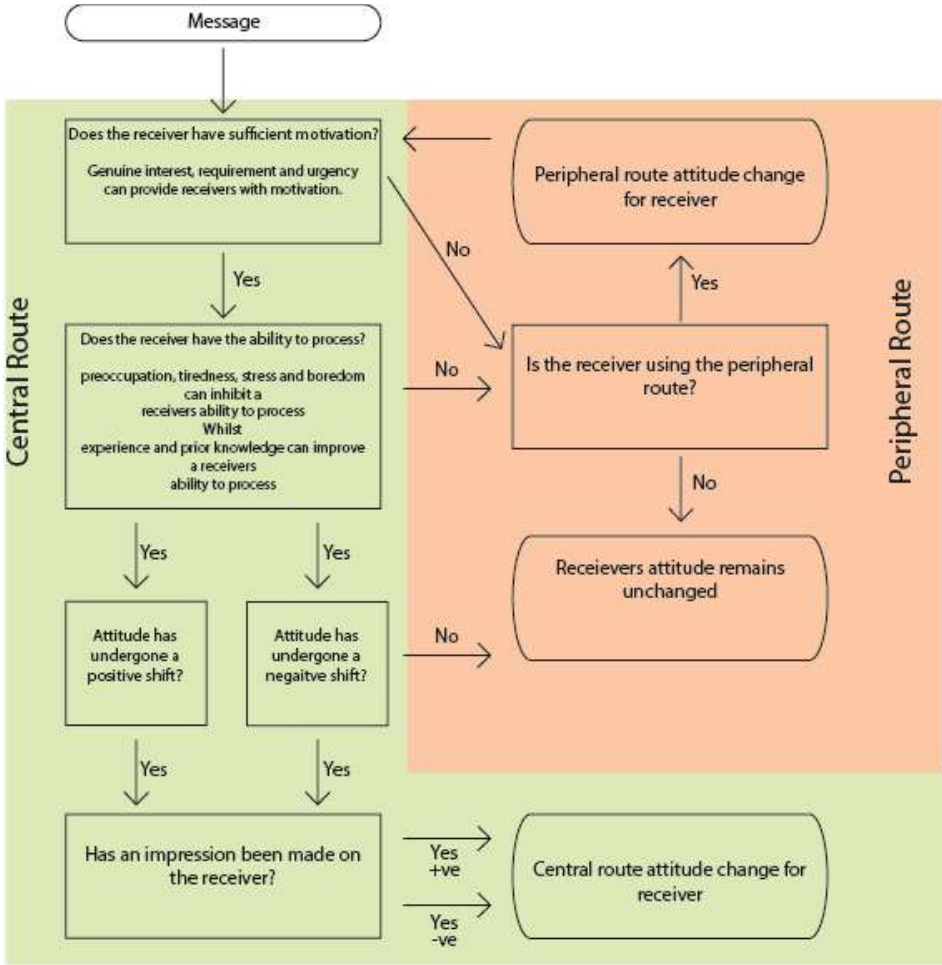 Message
Does the receiver have sufficient motivation?
Genuine interest, requirement and urgency
can provide receivers with motivation.
Peripheral route attitude change
for receiver
No
Yes
Yes
Central Route
Peripheral Route
Does the receiver have the ability to process?
preoccupation, tiredness, stress and boredom
can inhibit a
receivers ability to process
Whilst
experience and prior knowledge can improve
a receivers
ability to process
No
Is the receiver using the peripheral
route?
No
Yes
Yes
Receievers attitude remains
unchanged
Attitude has
undergone a
positive shift?
Attitude has
undergone a
negaitve shift?
No
Yes
Yes
Has an impression been made on
the receiver?
Yes
+ve
Yes
-ve
Central route attitude change for
receiver